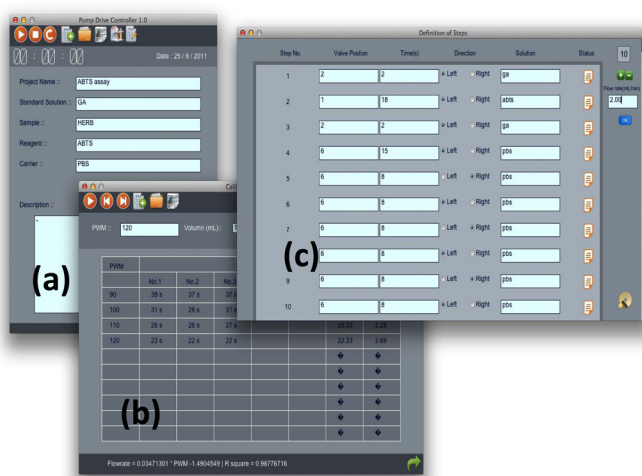 Pump Drive Controller 1.0
00 : 00 : 00
Date : 25 / 9 / 2011
Project Name :: ABTS assay
Standard Solution :: GA
Sample :: HERB
Reagent :: ABTS
Carrier :: PBS
Description ::
(a)
PWM :: 120 Volumn (mL)::
PWM
No.1 No.2
90 38 s 37 s 37 s
100 31 s 26 s 31 s
110 26 s 26 s 27 s 26.33 2.28
120 23 s 22 s 22 s 22.33 2.69
(b)
Flowrate = 0.03471301 * PWM -1.4904549 | R square = 0.98776716
Definition of Steps
Step No. Valve Postion Time(s) Direction Solution Status
10
1 2 2 Left Right ga
Flow rate(mL/min)
2 1 18 Left Right abts
2.00
OK
3 2 2 Left Right ga
4 6 15 Left Right pbs
5 6 8 Left Right pbs
6 6 8 Left Right pbs
7 6 8 Left Right pbs
6 8 Left Right pbs
9 6 8 Left Right pbs
10 6 8 Left Right pbs
(c)